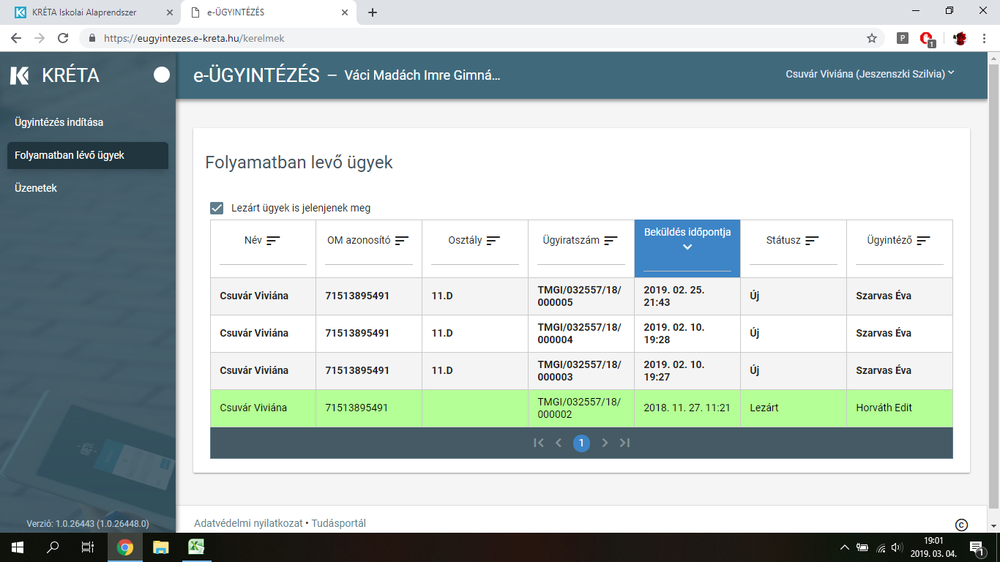 KRÉTA Iskolai Alaprendszer
e-ÜGYINTÉZÉS
https://eugyintezes.e-kreta.hu/kerelmek
P
1
KRÉTA
e-ÜGYINTÉZÉS – Váci Madách Imre Gimná...
Csuvár Viviána (Jeszenszki Szilvia)
Ügyintézés indítása
Folyamatban lévő ügyek
Üzenetek
Folyamatban levő ügyek
Lezárt ügyek is jelenjenek meg
Név OM azonosító Osztály Ügyiratszám Beküldés időpontja Státusz Ügyintéző
Csuvár Viviána 71513895491 11.D TMGI/032557/18/ 2019. 02. 25. Új Szarvas Éva
000005 21:43
Csuvár Viviána 71513895491 11.D TMGI/032557/18/ 2019. 02. 10. Új Szarvas Éva
000004 19:28
Csuvár Viviána 71513895491 11.D TMGI/032557/18/ 2019. 02. 10. Új Szarvas Éva
000003 19:27
Csuvár Viviána 71513895491 TMGI/032557/18/ 2018. 11. 27. 11:21 Lezárt Horváth Edit
000002
1
Verzió: 1.0.26443 (1.0.26448.0)
Adatvédelmi nyilatkozat • Tudásportál
©
19:01
2019. 03. 04.
1